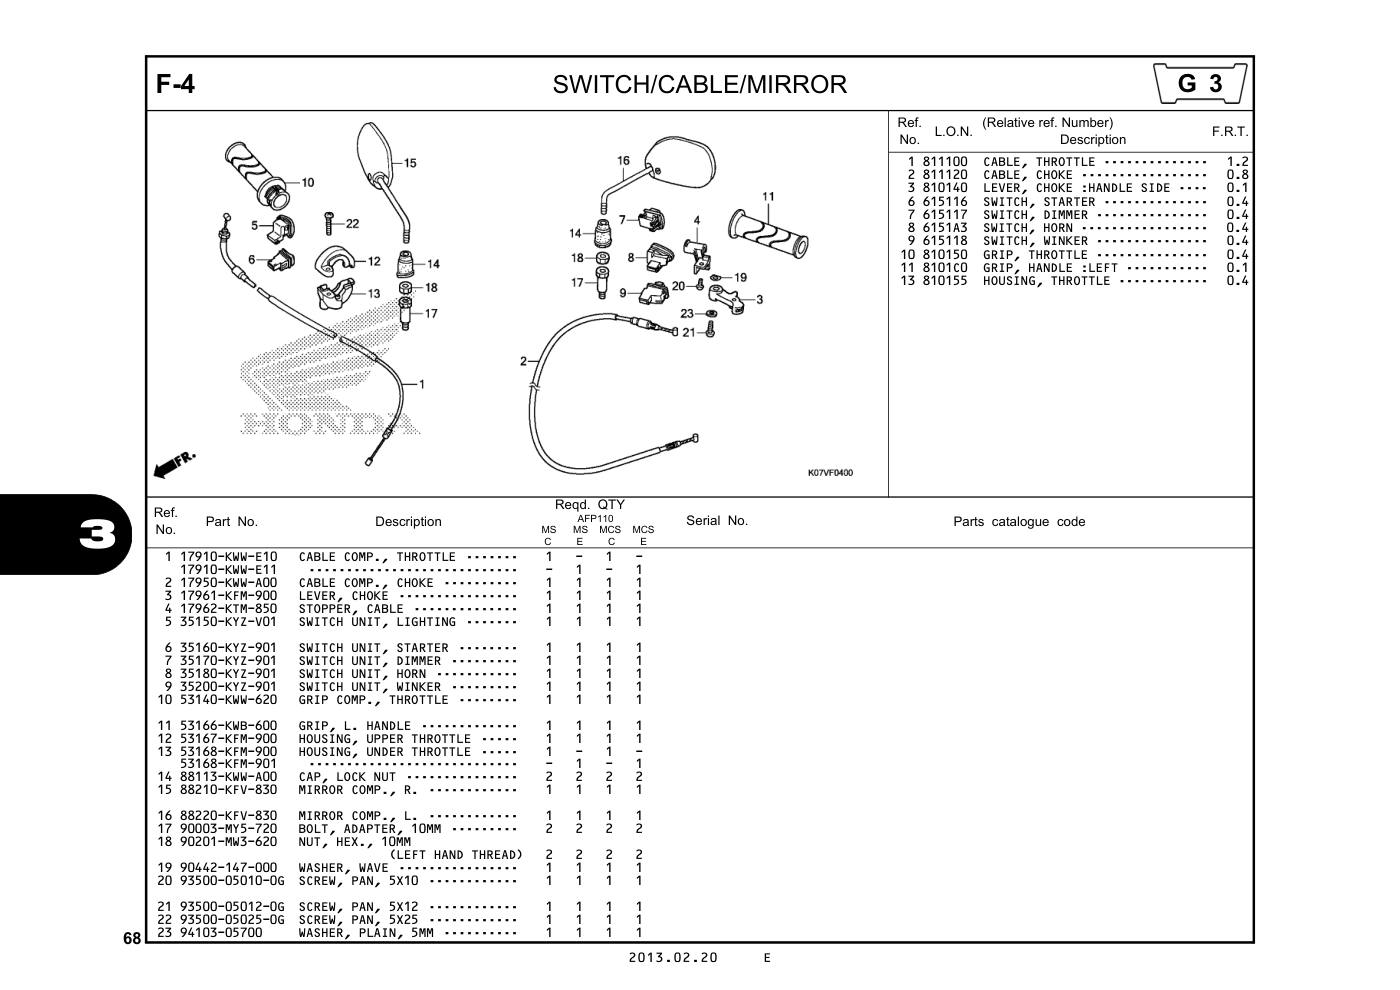 F-4 SWITCH/CABLE/MIRROR G 3
Ref. No. L.O.N. (Relative ref. Number) Description F.R.T.
1 811100 CABLE, THROTTLE -------------- 1.2
2 811120 CABLE, CHOKE ---------------- 0.8
3 810140 LEVER, CHOKE :HANDLE SIDE ---- 0.1
6 615116 SWITCH, STARTER -------------- 0.4
7 615117 SWITCH, DIMMER --------------- 0.4
8 6151A3 SWITCH, HORN ----------------- 0.4
9 615118 SWITCH, WINKER --------------- 0.4
10 810150 GRIP, THROTTLE --------------- 0.4
11 8101C0 GRIP, HANDLE :LEFT ----------- 0.1
13 810155 HOUSING, THROTTLE ------------ 0.4
15
16
10
11
5
22
7
4
14
6
12
14
18
8
13
18
17
20
19
17
9
3
23
21
2
1
HONDA
FR.
K07VF0400
3
Ref. No. Part No. Description Reqd. QTY Serial No. Parts catalogue code
AFP110
MS MS MCS MCS
C E C E
1 17910-KWW-E10 CABLE COMP., THROTTLE ------- 1 - 1 -
17910-KWW-E11 ---------------------------- - 1 - 1
2 17950-KWW-A00 CABLE COMP., CHOKE ---------- 1 1 1 1
3 17961-KFM-900 LEVER, CHOKE ---------------- 1 1 1 1
4 17962-KTM-850 STOPPER, CABLE -------------- 1 1 1 1
5 35150-KYZ-V01 SWITCH UNIT, LIGHTING ------- 1 1 1 1
6 35160-KYZ-901 SWITCH UNIT, STARTER -------- 1 1 1 1
7 35170-KYZ-901 SWITCH UNIT, DIMMER --------- 1 1 1 1
8 35180-KYZ-901 SWITCH UNIT, HORN ----------- 1 1 1 1
9 35200-KYZ-901 SWITCH UNIT, WINKER --------- 1 1 1 1
10 53140-KWW-620 GRIP COMP., THROTTLE -------- 1 1 1 1
11 53166-KWB-600 GRIP, L. HANDLE ------------- 1 1 1 1
12 53167-KFM-900 HOUSING, UPPER THROTTLE ----- 1 1 1 1
13 53168-KFM-900 HOUSING, UNDER THROTTLE ----- 1 - 1 -
53168-KFM-901 ---------------------------- - 1 - 1
14 88113-KWW-A00 CAP, LOCK NUT --------------- 2 2 2 2
15 88210-KFV-830 MIRROR COMP., R. ------------ 1 1 1 1
16 88220-KFV-830 MIRROR COMP., L. ------------ 1 1 1 1
17 90003-MY5-720 BOLT, ADAPTER, 10MM --------- 2 2 2 2
18 90201-MW3-620 NUT, HEX., 10MM
(LEFT HAND THREAD) 2 2 2 2
19 90442-147-000 WASHER, WAVE ---------------- 1 1 1 1
20 93500-05010-0G SCREW, PAN, 5X10 ------------ 1 1 1 1
21 93500-05012-0G SCREW, PAN, 5X12 ------------ 1 1 1 1
22 93500-05025-0G SCREW, PAN, 5X25 ------------ 1 1 1 1
23 94103-05700 WASHER, PLAIN, 5MM ---------- 1 1 1 1
68
2013.02.20 E